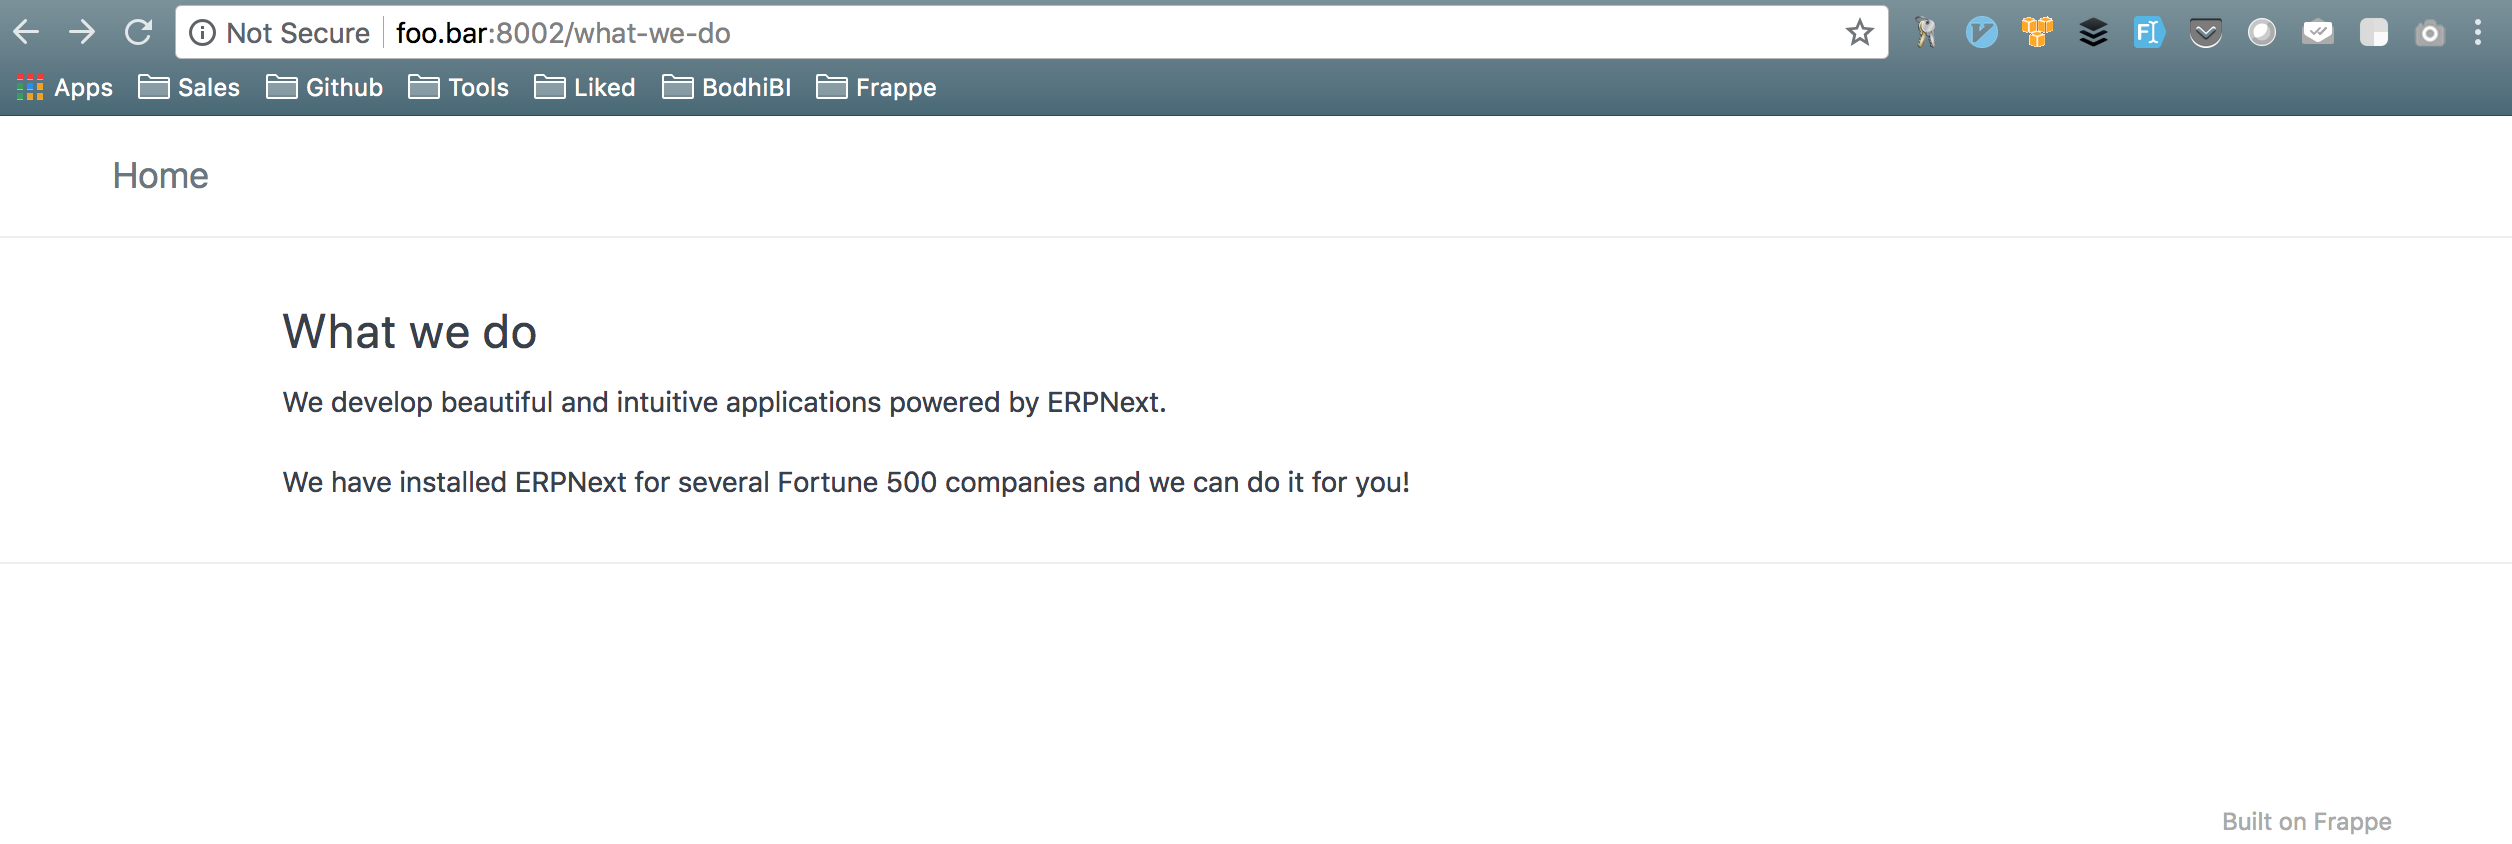 Not Secure foo.bar:8002/what-we-do
Apps Sales Github Tools Liked BodhiBI Frappe
Home
What we do
We develop beautiful and intuitive applications powered by ERPNext.
We have installed ERPNext for several Fortune 500 companies and we can do it for you!
Built on Frappe